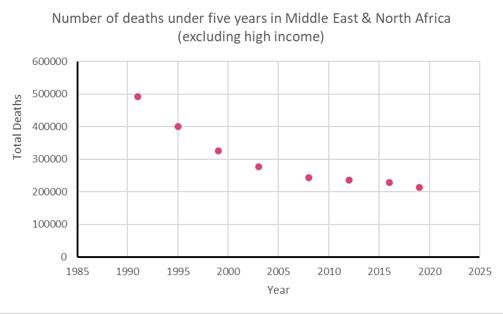 Number of deaths under five years in Middle East & North Africa
(excluding high income)
600000
500000
400000
300000
200000
100000
0
Total Deaths
1985 1990 1995 2000 2005 2010 2015 2020 2025
Year